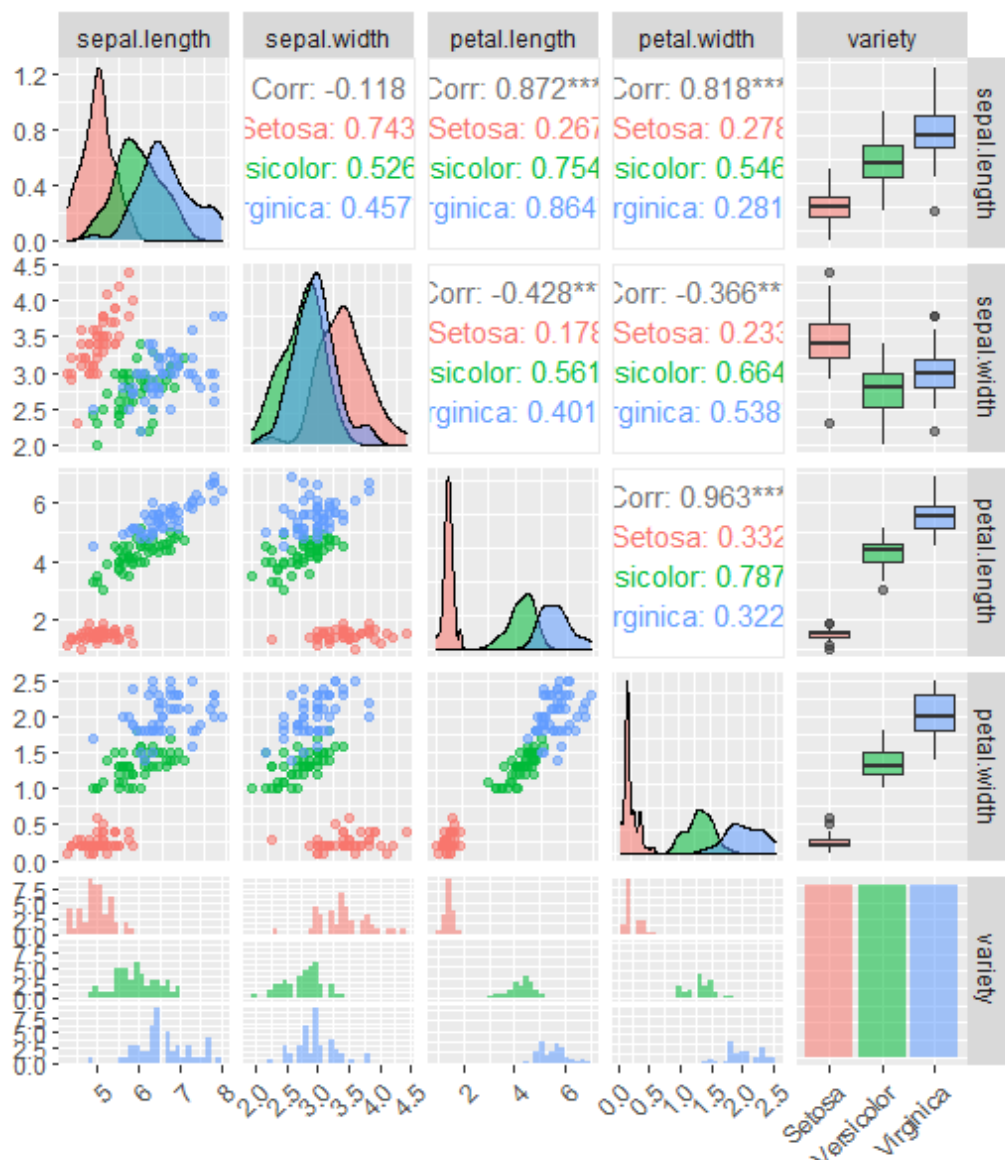 sepal.length sepal.width petal.length petal.width variety
1.2
0.8
0.4
0.0
Corr: -0.118
Setosa: 0.743
sicolor: 0.526
rginica: 0.457
Corr: 0.872***
Setosa: 0.267
sicolor: 0.754
rginica: 0.864
Corr: 0.818***
Setosa: 0.278
sicolor: 0.546
rginica: 0.281
sepal.length
4.5
4.0
3.5
3.0
2.5
2.0
Corr: -0.428**
Setosa: 0.178
sicolor: 0.561
rginica: 0.401
Corr: -0.366**
Setosa: 0.233
sicolor: 0.664
rginica: 0.538
sepal.width
6
4
2
Corr: 0.963***
Setosa: 0.332
sicolor: 0.787
rginica: 0.322
petal.length
2.5
2.0
1.5
1.0
0.5
0.0
petal.width
7.5
5.0
2.5
0.0
7.5
5.0
2.5
0.0
7.5
5.0
2.5
0.0
variety
5 6 7 8
2.0 2.5 3.0 3.5 4.0 4.5
2 4 6
0.0 0.5 1.0 1.5 2.0 2.5
Setosa Versicolor Virginica